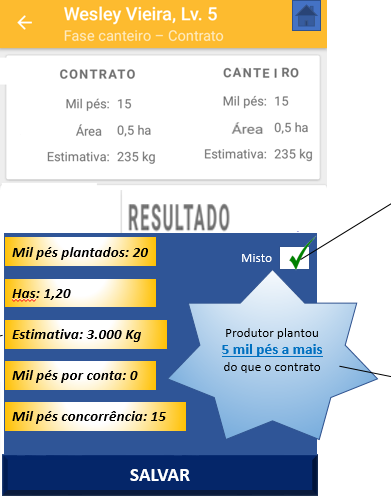 Wesley Vieira, Lv. 5
Fase canteiro – Contrato
CONTRATO
Mil pés: 15
Área 0,5 ha
Estimativa: 235 kg
CANTEIRO
Mil pés: 15
Área 0,5 ha
Estimativa: 235 kg
RESULTADO
Mil pés plantados: 20
Misto
Has: 1,20
Estimativa: 3.000 Kg
Mil pés por conta: 0
Mil pés concorrência: 15
Produtor plantou
5 mil pés a mais
do que o contrato
SALVAR